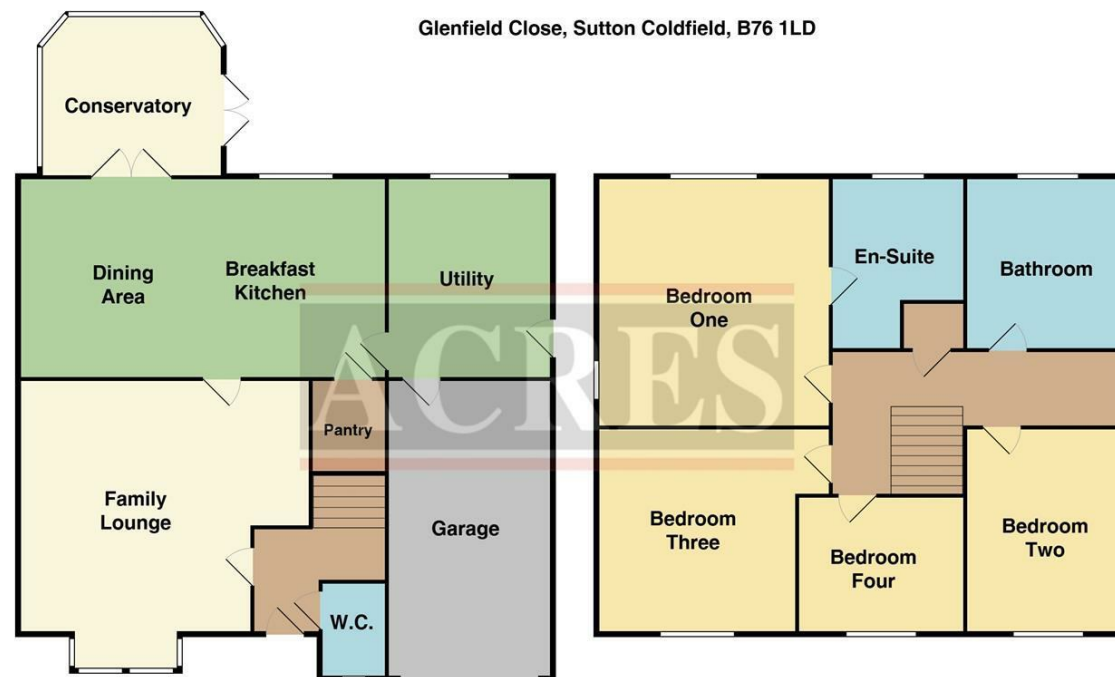 Glenfield Close, Sutton Coldfield, B76 1LD
Conservatory
Dining
Area
Breakfast
Kitchen
Utility
Pantry
Family
Lounge
Garage
W.C.
ACRES
Bedroom
One
En-Suite
Bathroom
Bedroom
Three
Bedroom
Four
Bedroom
Two